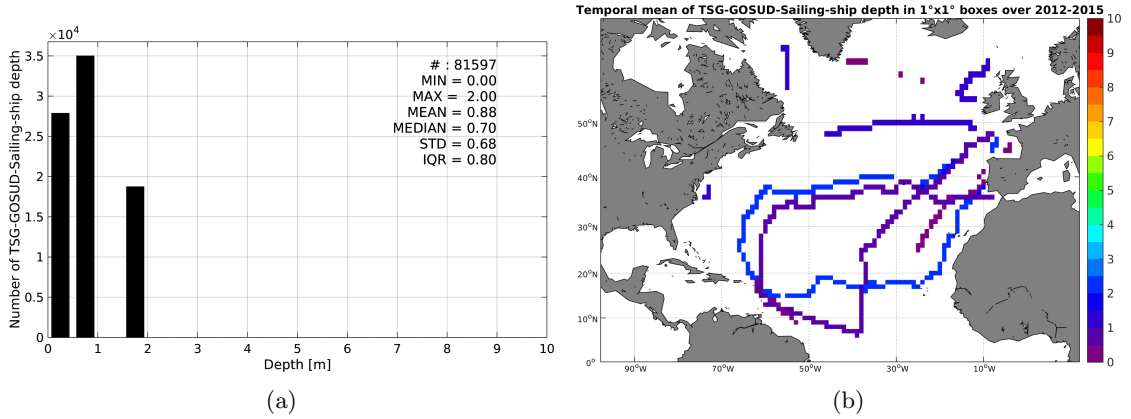 ×10⁴
3.5
3
2.5
2
1.5
1
0.5
0
Number of TSG-GOSUD-Sailing-ship depth
# : 81597
MIN = 0.00
MAX = 2.00
MEAN = 0.88
MEDIAN = 0.70
STD = 0.68
IQR = 0.80
0 1 2 3 4 5 6 7 8 9 10
Depth [m]
(a)
Temporal mean of TSG-GOSUD-Sailing-ship depth in 1°x1° boxes over 2012-2015
50°N
40°N
30°N
20°N
10°N
0°
90°W 70°W 50°W 30°W 10°W
10
9
8
7
6
5
4
3
2
1
0
(b)